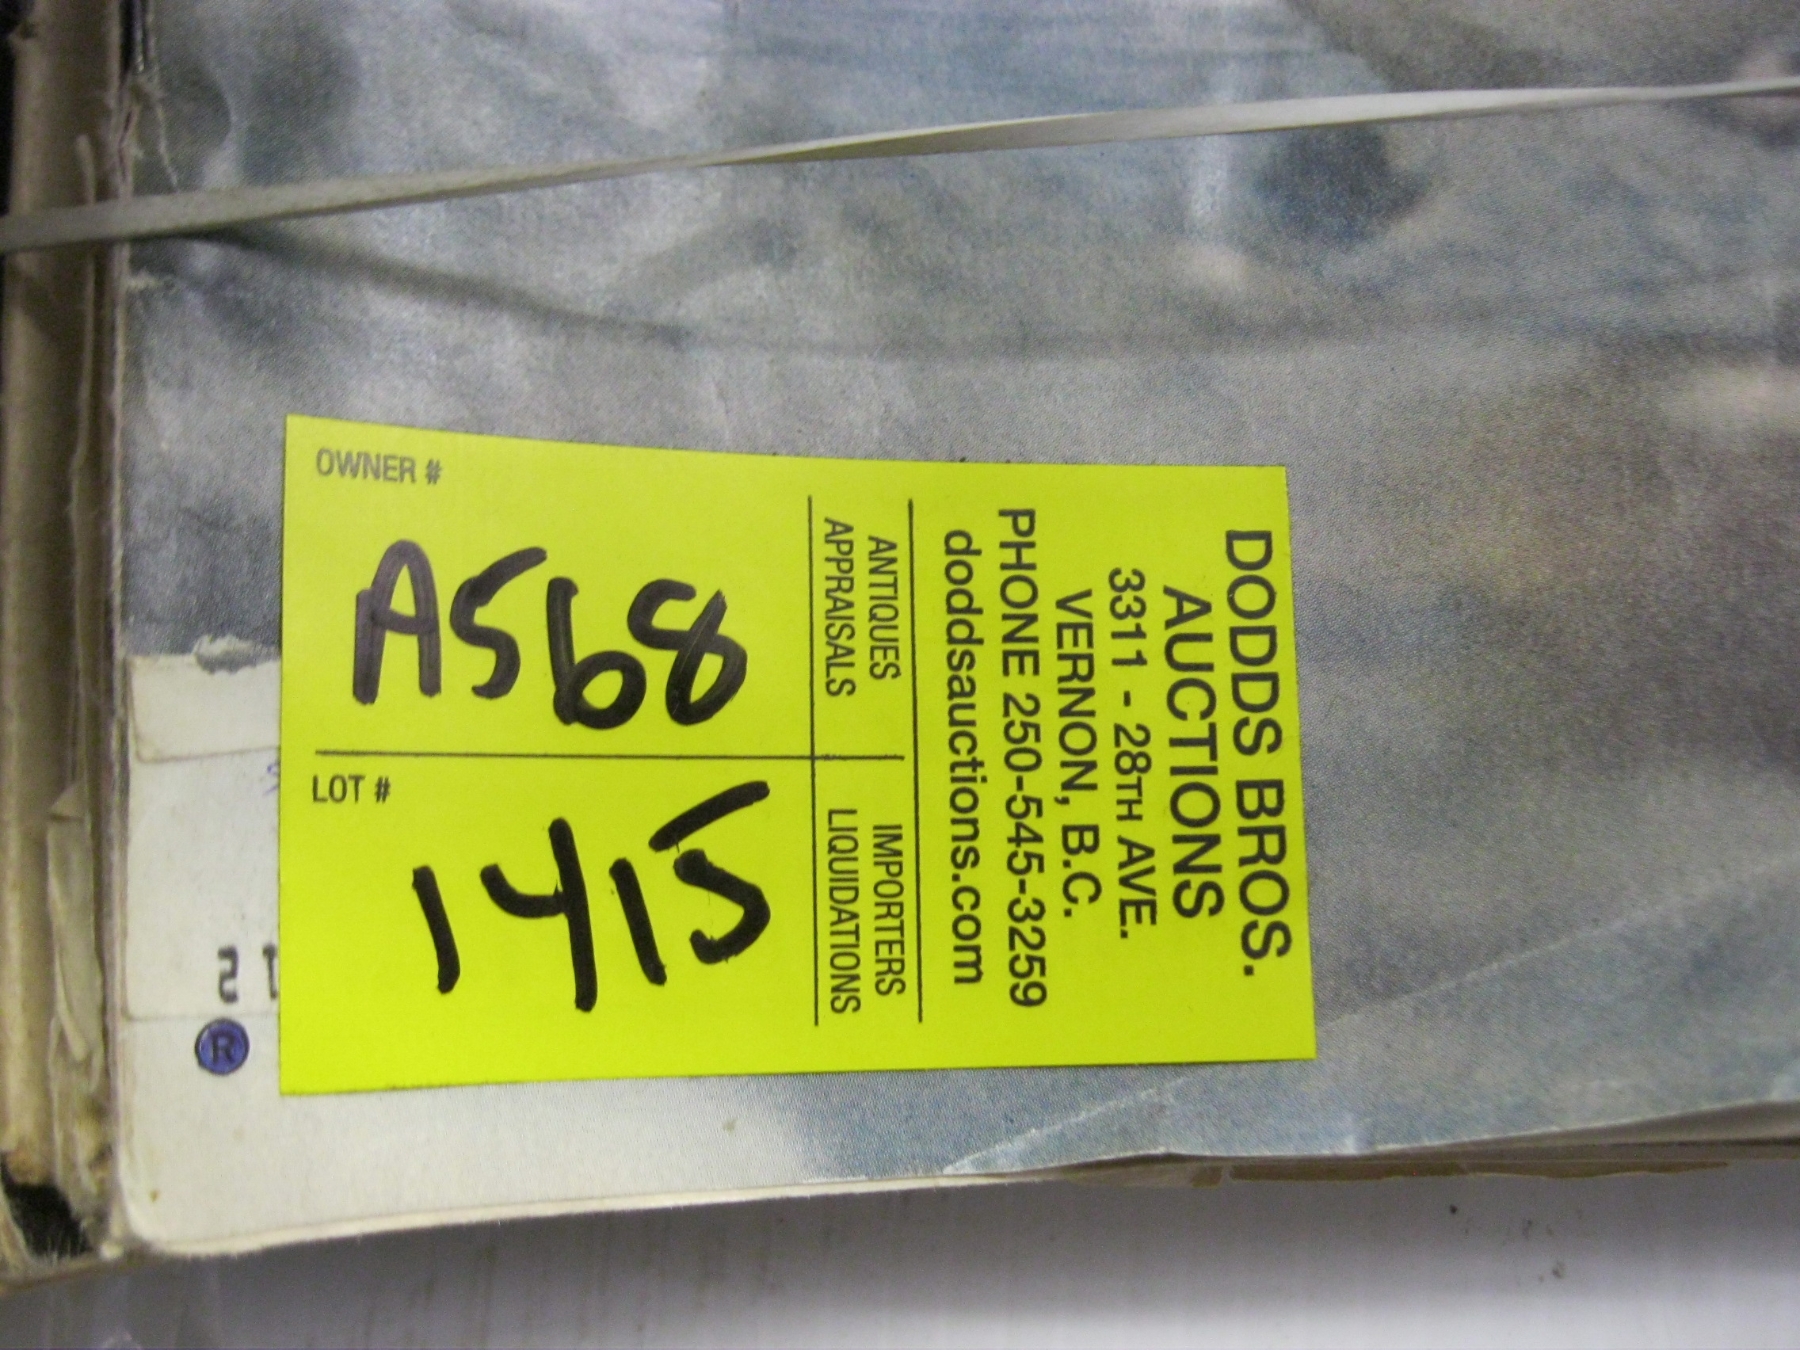 DODDS BROS.
AUCTIONS
3311 - 28TH AVE.
VERNON, B.C.
PHONE 250-545-3259
doddsauctions.com
ANTIQUES
APPRAISALS
IMPORTERS
LIQUIDATIONS
OWNER #
A568
LOT #
1415
R